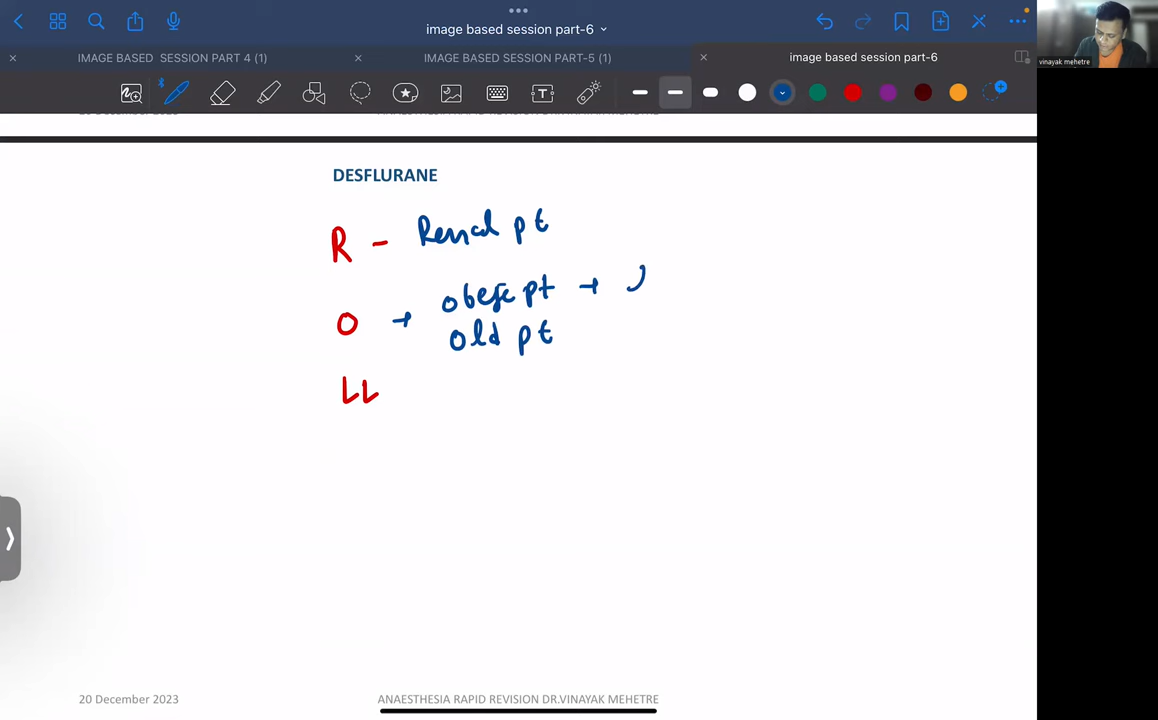 image based session part-6
IMAGE BASED SESSION PART 4 (1)
IMAGE BASED SESSION PART-5 (1)
image based session part-6
vinayak mehetre
DESFLURANE
R - Renal pt
O → obese pt →
old pt
LL
20 December 2023
ANAESTHESIA RAPID REVISION DR.VINAYAK MEHETRE